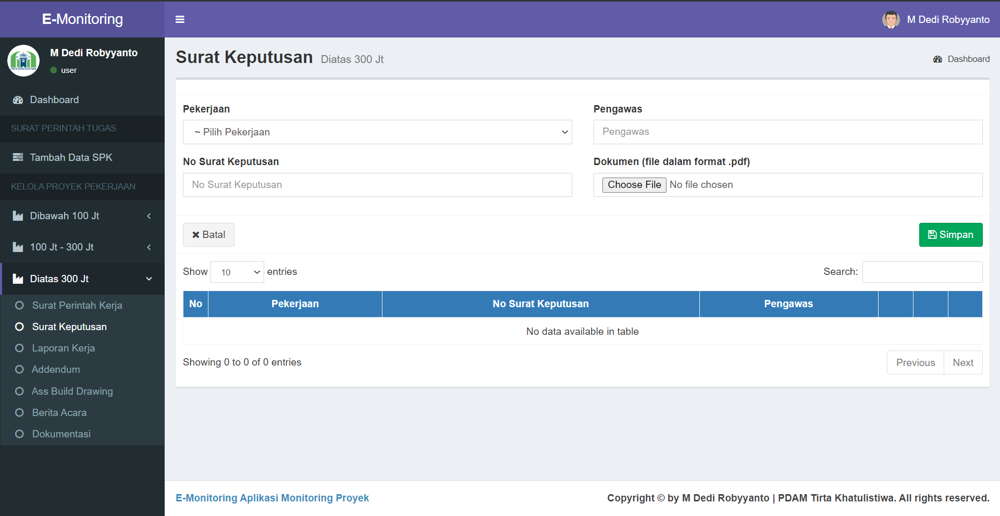 E-Monitoring
M Dedi Robyyanto
TIRTA KHATULISTIWA
M Dedi Robyyanto
user
Dashboard
SURAT PERINTAH TUGAS
Tambah Data SPK
KELOLA PROYEK PEKERJAAN
Dibawah 100 Jt
100 Jt - 300 Jt
Diatas 300 Jt
Surat Perintah Kerja
Surat Keputusan
Laporan Kerja
Addendum
Ass Build Drawing
Berita Acara
Dokumentasi
Surat Keputusan Diatas 300 Jt
Dashboard
Pekerjaan
~ Pilih Pekerjaan
Pengawas
Pengawas
No Surat Keputusan
No Surat Keputusan
Dokumen (file dalam format .pdf)
Choose File No file chosen
Batal
Simpan
Show 10 entries
Search:
No Pekerjaan No Surat Keputusan Pengawas
No data available in table
Showing 0 to 0 of 0 entries
Previous Next
E-Monitoring Aplikasi Monitoring Proyek
Copyright © by M Dedi Robyyanto | PDAM Tirta Khatulistiwa. All rights reserved.